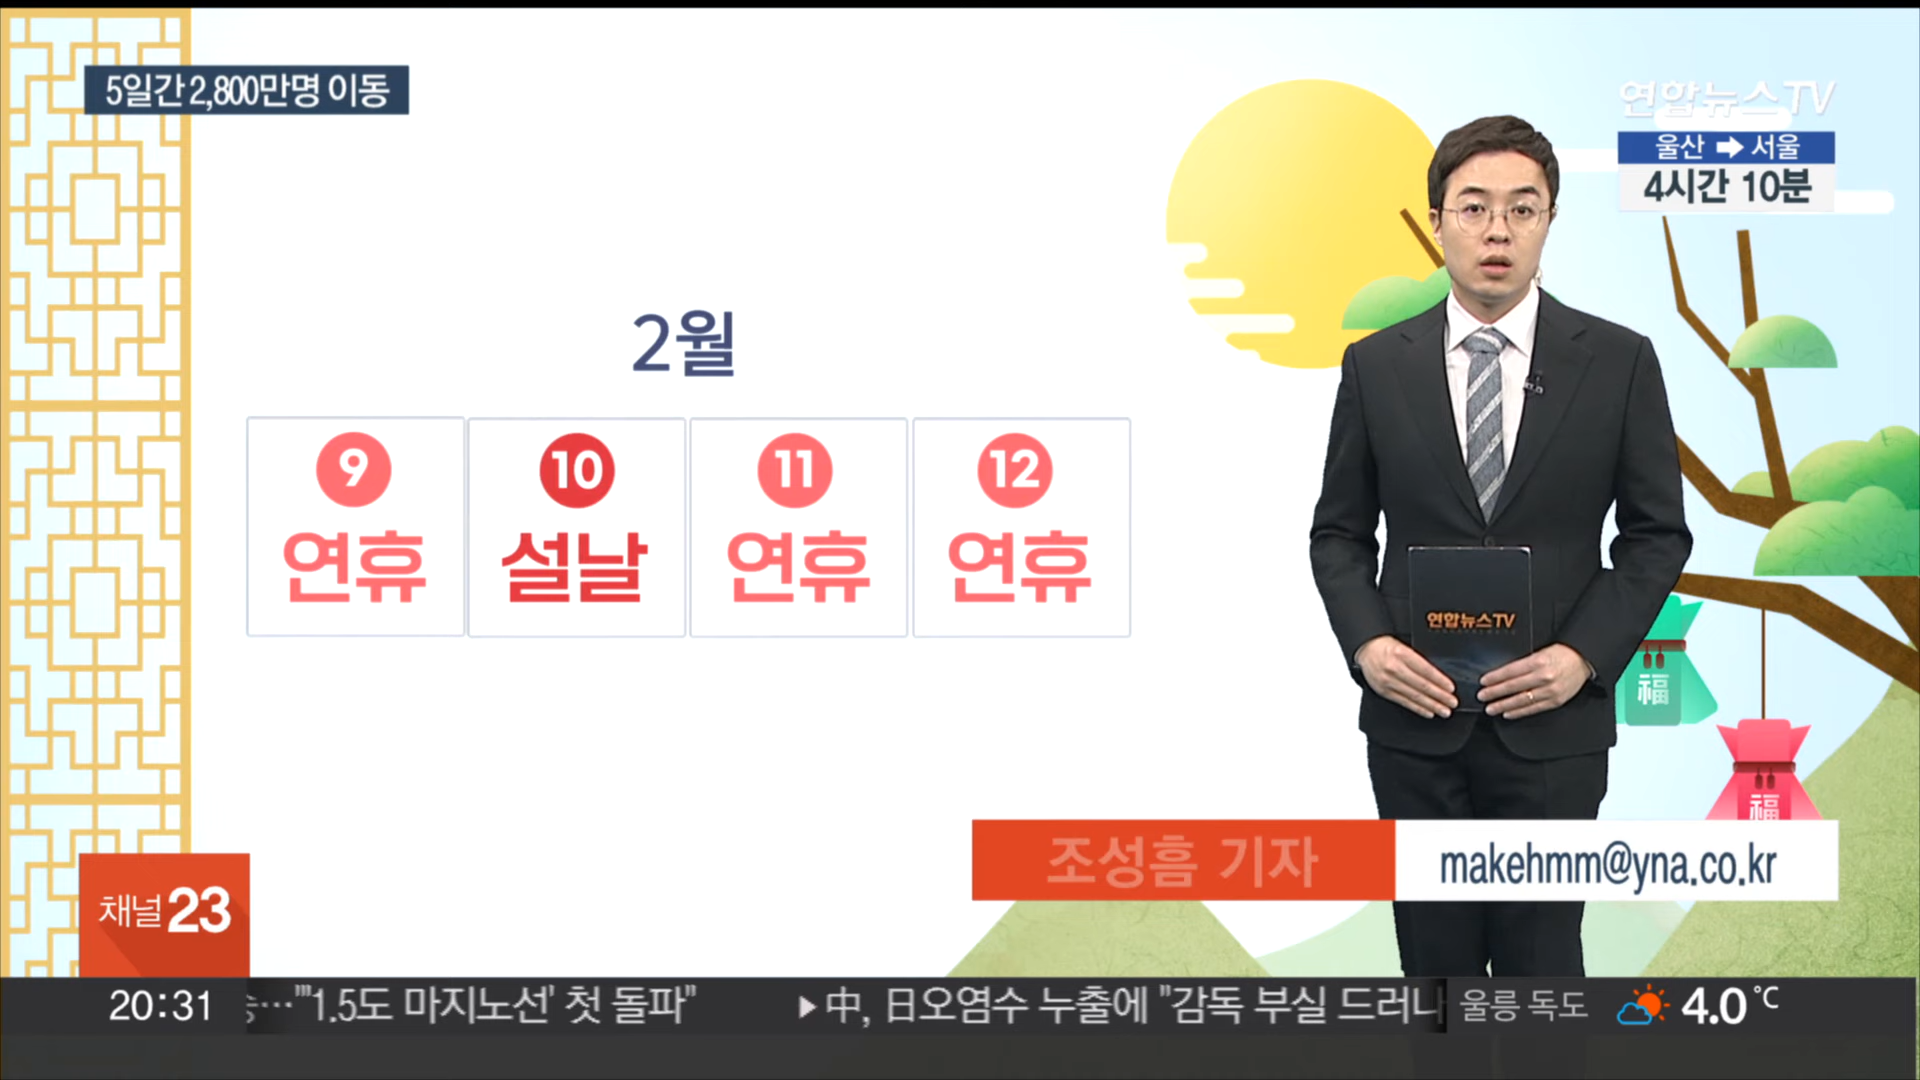 5일간 2,800만명 이동
연합뉴스TV
울산 ➡ 서울
4시간 10분
2월
9 10 11 12
연휴 설날 연휴 연휴
연합뉴스TV
福
福
조성흠 기자 makehmm@yna.co.kr
채널 23
20:31 …"'1.5도 마지노선' 첫 돌파" ▶中, 日오염수 누출에 "감독 부실 드러나 울릉 독도 4.0℃